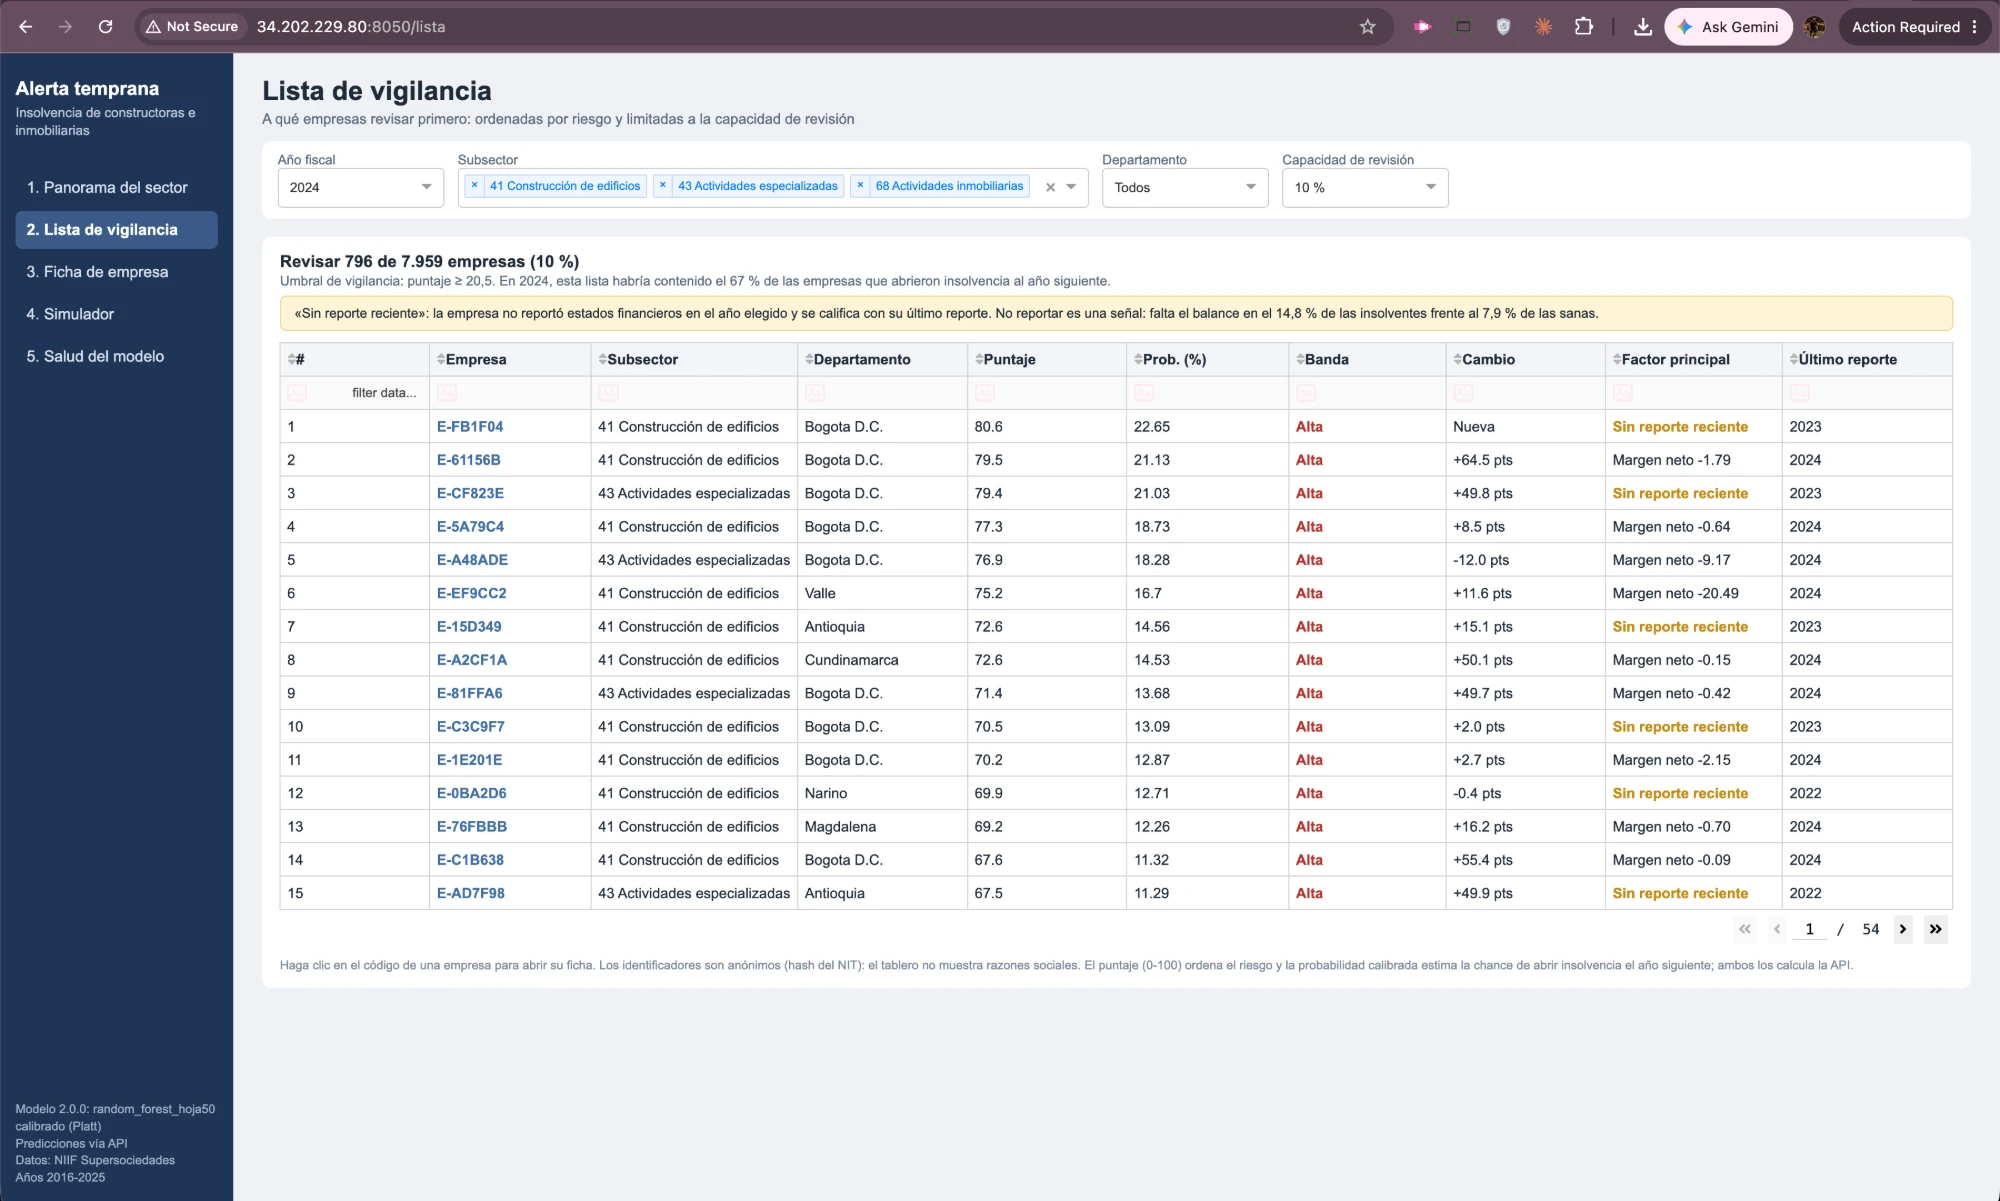 Not Secure 34.202.229.80:8050/lista Ask Gemini Action Required
Alerta temprana
Insolvencia de constructoras e
inmobiliarias
1. Panorama del sector
2. Lista de vigilancia
3. Ficha de empresa
4. Simulador
5. Salud del modelo
Modelo 2.0.0: random_forest_hoja50
calibrado (Platt)
Predicciones vía API
Datos: NIIF Supersociedades
Años 2016-2025
Lista de vigilancia
A qué empresas revisar primero: ordenadas por riesgo y limitadas a la capacidad de revisión
Año fiscal Subsector Departamento Capacidad de revisión
2024 × 41 Construcción de edificios × 43 Actividades especializadas × 68 Actividades inmobiliarias × Todos 10 %
Revisar 796 de 7.959 empresas (10 %)
Umbral de vigilancia: puntaje ≥ 20,5. En 2024, esta lista habría contenido el 67 % de las empresas que abrieron insolvencia al año siguiente.
«Sin reporte reciente»: la empresa no reportó estados financieros en el año elegido y se califica con su último reporte. No reportar es una señal: falta el balance en el 14,8 % de las insolventes frente al 7,9 % de las sanas.
# Empresa Subsector Departamento Puntaje Prob. (%) Banda Cambio Factor principal Último reporte
Aa filter data... Aa Aa Aa Aa Aa Aa Aa Aa Aa
1 E-FB1F04 41 Construcción de edificios Bogota D.C. 80.6 22.65 Alta Nueva Sin reporte reciente 2023
2 E-61156B 41 Construcción de edificios Bogota D.C. 79.5 21.13 Alta +64.5 pts Margen neto -1.79 2024
3 E-CF823E 43 Actividades especializadas Bogota D.C. 79.4 21.03 Alta +49.8 pts Sin reporte reciente 2023
4 E-5A79C4 41 Construcción de edificios Bogota D.C. 77.3 18.73 Alta +8.5 pts Margen neto -0.64 2024
5 E-A48ADE 43 Actividades especializadas Bogota D.C. 76.9 18.28 Alta -12.0 pts Margen neto -9.17 2024
6 E-EF9CC2 41 Construcción de edificios Valle 75.2 16.7 Alta +11.6 pts Margen neto -20.49 2024
7 E-15D349 41 Construcción de edificios Antioquia 72.6 14.56 Alta +15.1 pts Sin reporte reciente 2023
8 E-A2CF1A 41 Construcción de edificios Cundinamarca 72.6 14.53 Alta +50.1 pts Margen neto -0.15 2024
9 E-81FFA6 43 Actividades especializadas Bogota D.C. 71.4 13.68 Alta +49.7 pts Margen neto -0.42 2024
10 E-C3C9F7 41 Construcción de edificios Bogota D.C. 70.5 13.09 Alta +2.0 pts Sin reporte reciente 2023
11 E-1E201E 41 Construcción de edificios Bogota D.C. 70.2 12.87 Alta +2.7 pts Margen neto -2.15 2024
12 E-0BA2D6 41 Construcción de edificios Narino 69.9 12.71 Alta -0.4 pts Sin reporte reciente 2022
13 E-76FBBB 41 Construcción de edificios Magdalena 69.2 12.26 Alta +16.2 pts Margen neto -0.70 2024
14 E-C1B638 41 Construcción de edificios Bogota D.C. 67.6 11.32 Alta +55.4 pts Margen neto -0.09 2024
15 E-AD7F98 43 Actividades especializadas Antioquia 67.5 11.29 Alta +49.9 pts Sin reporte reciente 2022
« ‹ 1 / 54 › »
Haga clic en el código de una empresa para abrir su ficha. Los identificadores son anónimos (hash del NIT): el tablero no muestra razones sociales. El puntaje (0-100) ordena el riesgo y la probabilidad calibrada estima la chance de abrir insolvencia el año siguiente; ambos los calcula la API.